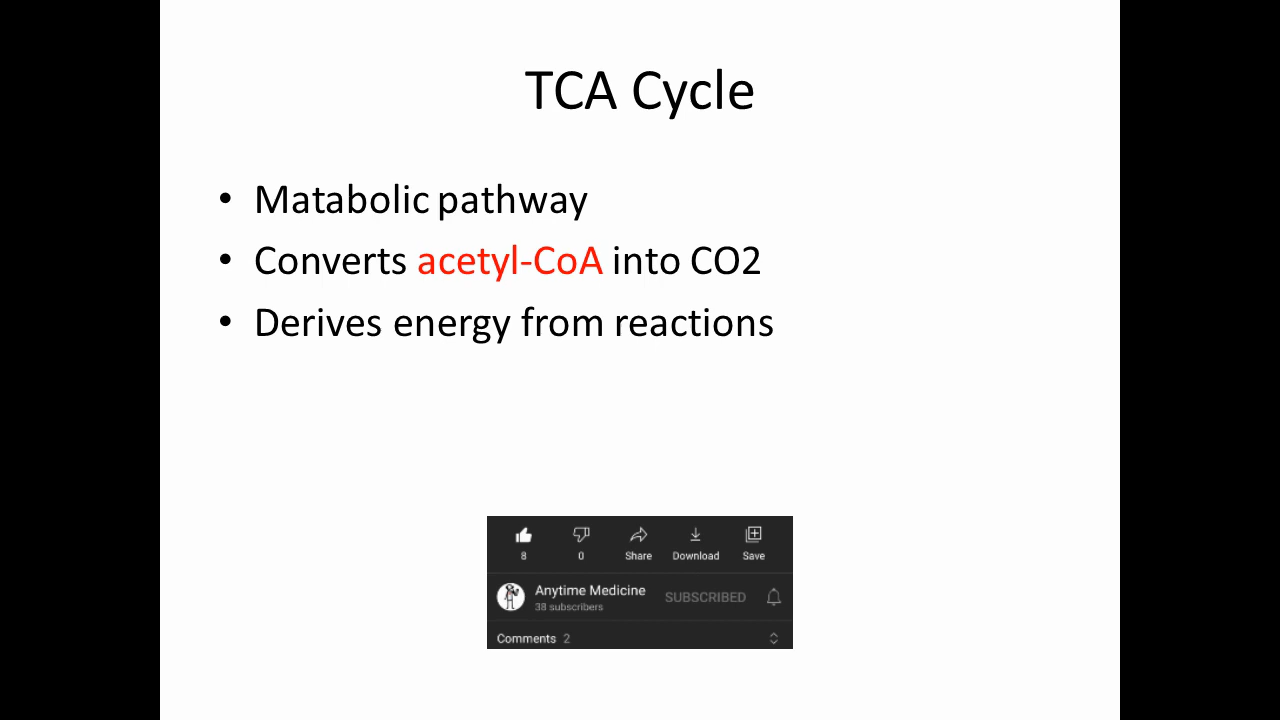 TCA Cycle
• Matabolic pathway
• Converts acetyl-CoA into CO2
• Derives energy from reactions
8 0 Share Download Save
Anytime Medicine SUBSCRIBED
38 subscribers
Comments 2